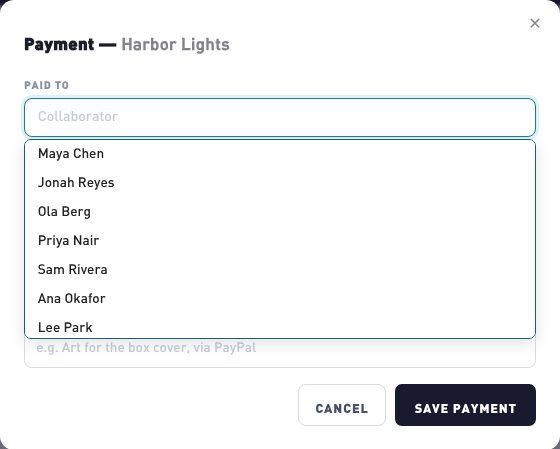 Payment — Harbor Lights
PAID TO
Collaborator
Maya Chen
Jonah Reyes
Ola Berg
Priya Nair
Sam Rivera
Ana Okafor
Lee Park
e.g. Art for the box cover, via PayPal
CANCEL
SAVE PAYMENT